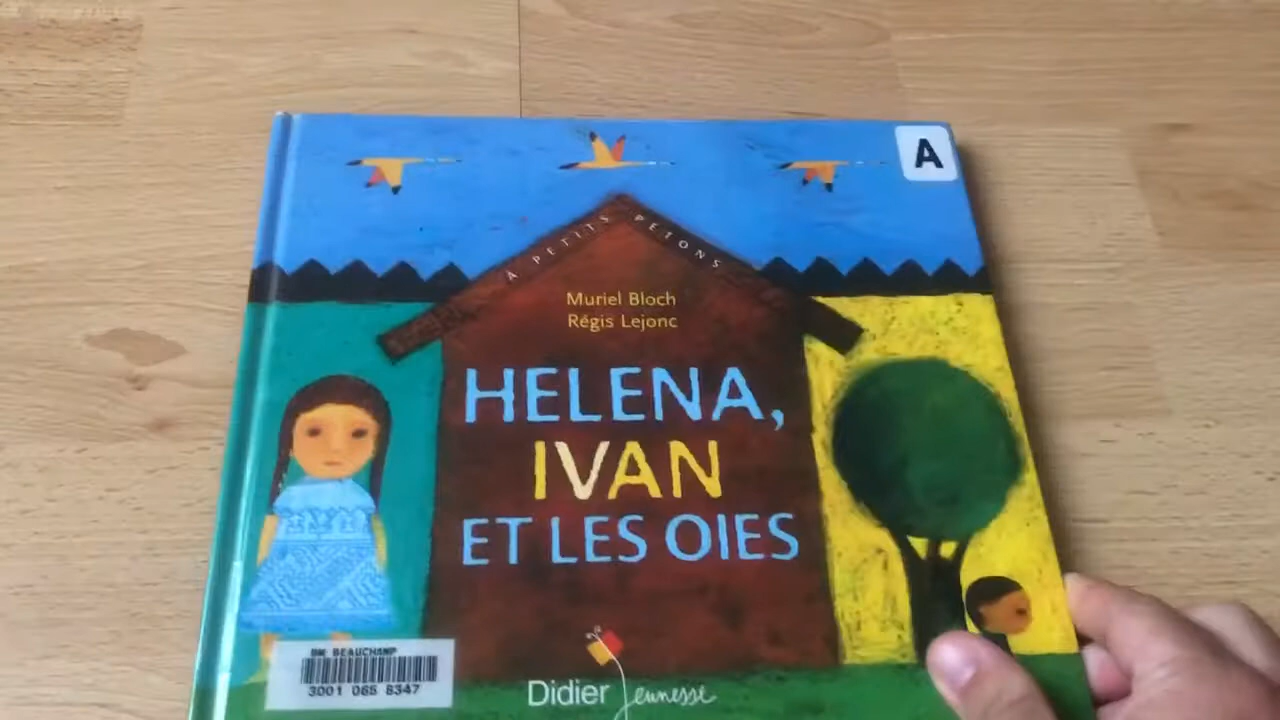 A
A PETITS PETONS
Muriel Bloch
Régis Lejonc
HELENA,
IVAN
ET LES OIES
BM BEAUCHAMP
3001 065 8347
Didier Jeunesse